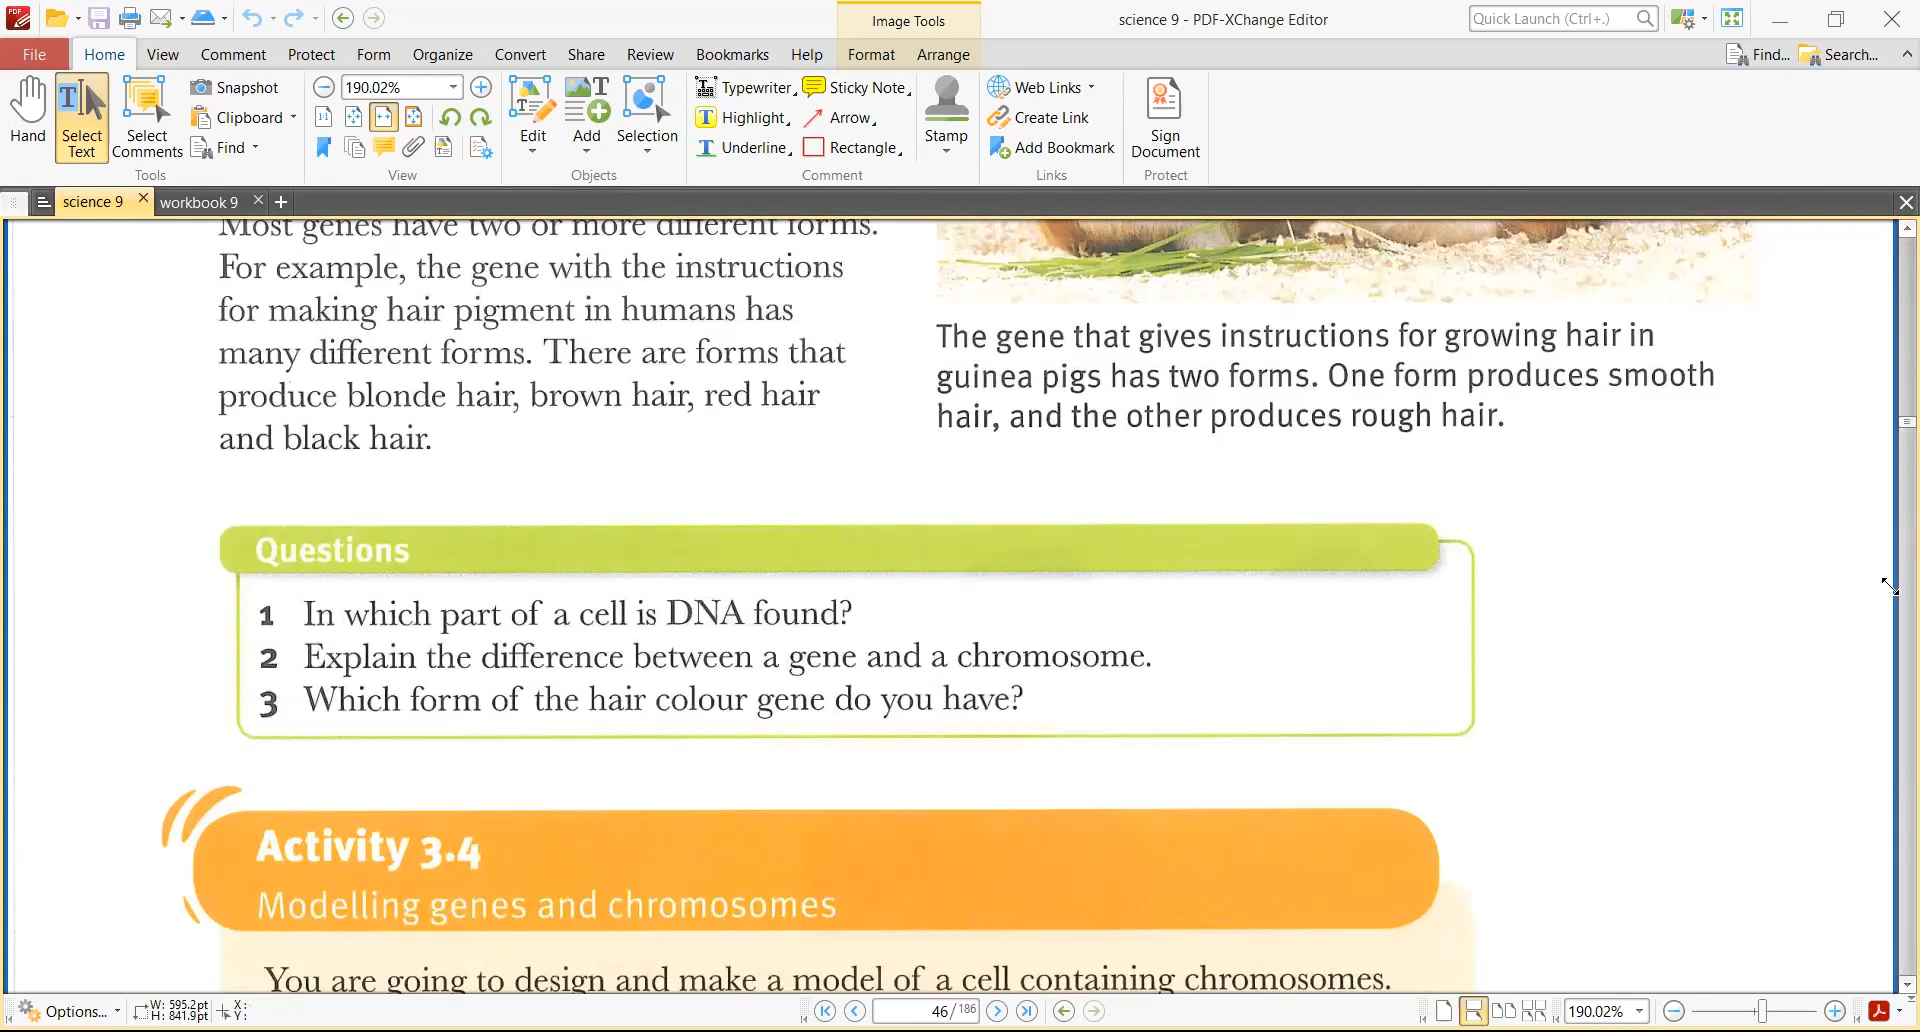 Image Tools
science 9 - PDF-XChange Editor
Quick Launch (Ctrl+.)
File
Home
View
Comment
Protect
Form
Organize
Convert
Share
Review
Bookmarks
Help
Format
Arrange
Find...
Search...
Hand
Select Text
Select Comments
Snapshot
Clipboard
Find
Tools
190.02%
View
Edit
Add
Selection
Objects
Typewriter
Highlight
Underline
Sticky Note
Arrow
Rectangle
Stamp
Comment
Web Links
Create Link
Add Bookmark
Links
Sign Document
Protect
science 9
workbook 9
Most genes have two or more different forms.
For example, the gene with the instructions
for making hair pigment in humans has
many different forms. There are forms that
produce blonde hair, brown hair, red hair
and black hair.
The gene that gives instructions for growing hair in
guinea pigs has two forms. One form produces smooth
hair, and the other produces rough hair.
Questions
1 In which part of a cell is DNA found?
2 Explain the difference between a gene and a chromosome.
3 Which form of the hair colour gene do you have?
Activity 3.4
Modelling genes and chromosomes
You are going to design and make a model of a cell containing chromosomes.
Options...
W: 595.2pt
H: 841.9pt
X:
Y:
46 / 186
190.02%